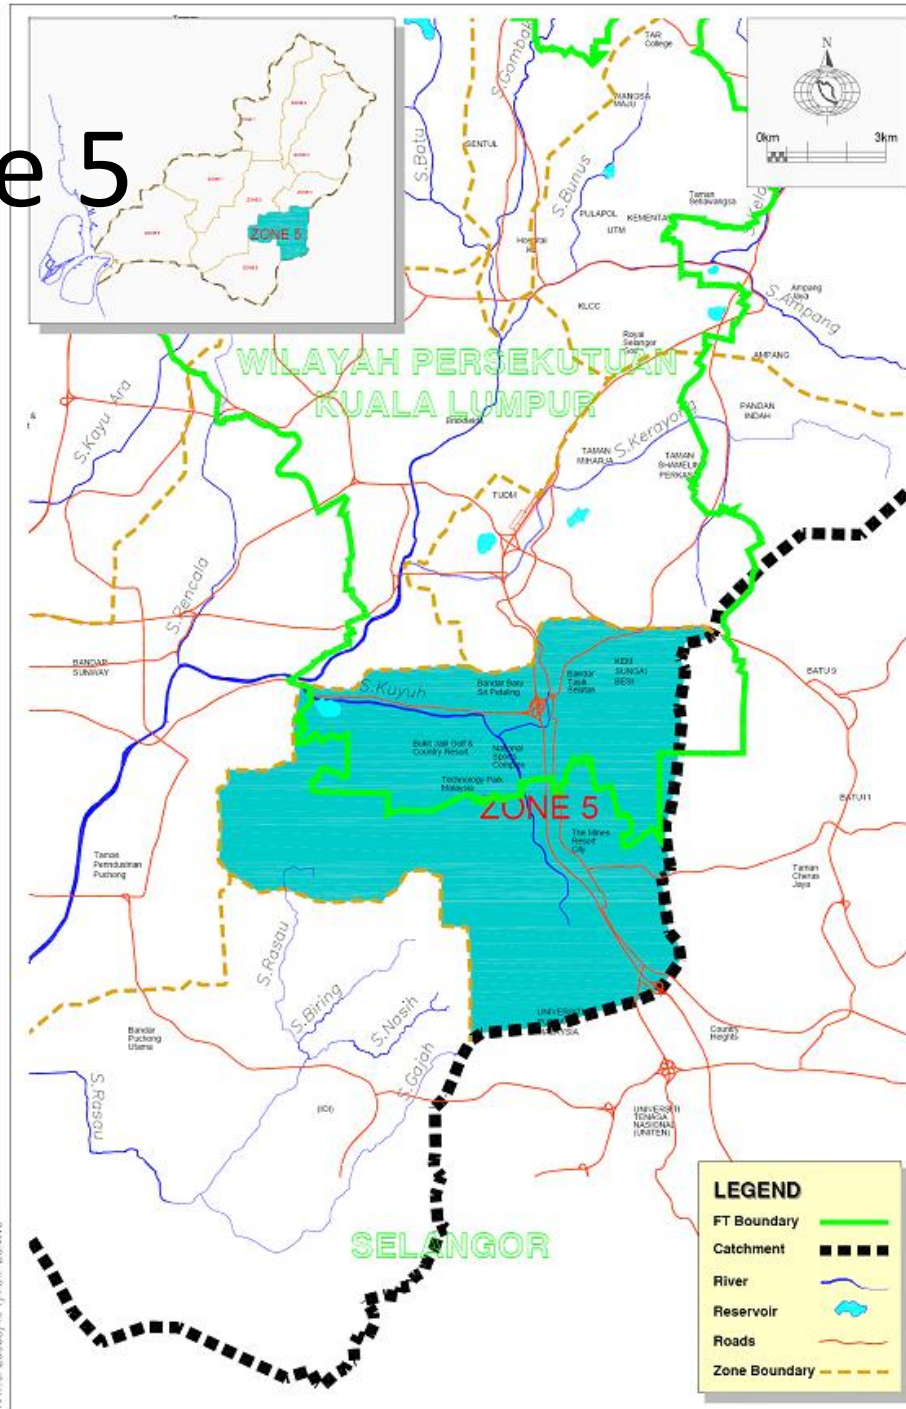 e 5
ZONE 5
N
0km 3km
TAR
College
S.Gombak
S.Batu
SENTUL
WANGSA
MAJU
S.Bunus
Taman
Setiawangsa
PULAPOL
UTM
Hospital
KLCC
S.Ampang
Ampang
Jaya
Royal
Selangor
AMPANG
WILAYAH PERSEKUTUAN
KUALA LUMPUR
S.Kayu Ara
Brickfields
PANDAN
INDAH
S.Kerayong
TAMAN
MIHARJA
TAMAN
SHAMELIN
PERKASA
TUDM
S.Pencala
BANDAR
SUNWAY
S.Kuyuh
Bandar Baru
Sri Petaling
Bandar
Tasik
Selatan
KEM
SUNGAI
BESI
BATU 9
Bukit Jalil Golf &
Country Resort
National
Sports
Complex
Technology Park
Malaysia
ZONE 5
BATU 11
The Mines
Resort
City
Taman
Perindustrian
Puchong
Taman
Cheras
Jaya
S.Rasau
S.Biring
S.Nasih
S.Gajah
Bandar
Puchong
Utama
Country
Heights
S.Rasau
(IOI)
UNIVERSITI
TENAGA
NASIONAL
(UNITEN)
SELANGOR
LEGEND
FT Boundary
Catchment
River
Reservoir
Roads
Zone Boundary